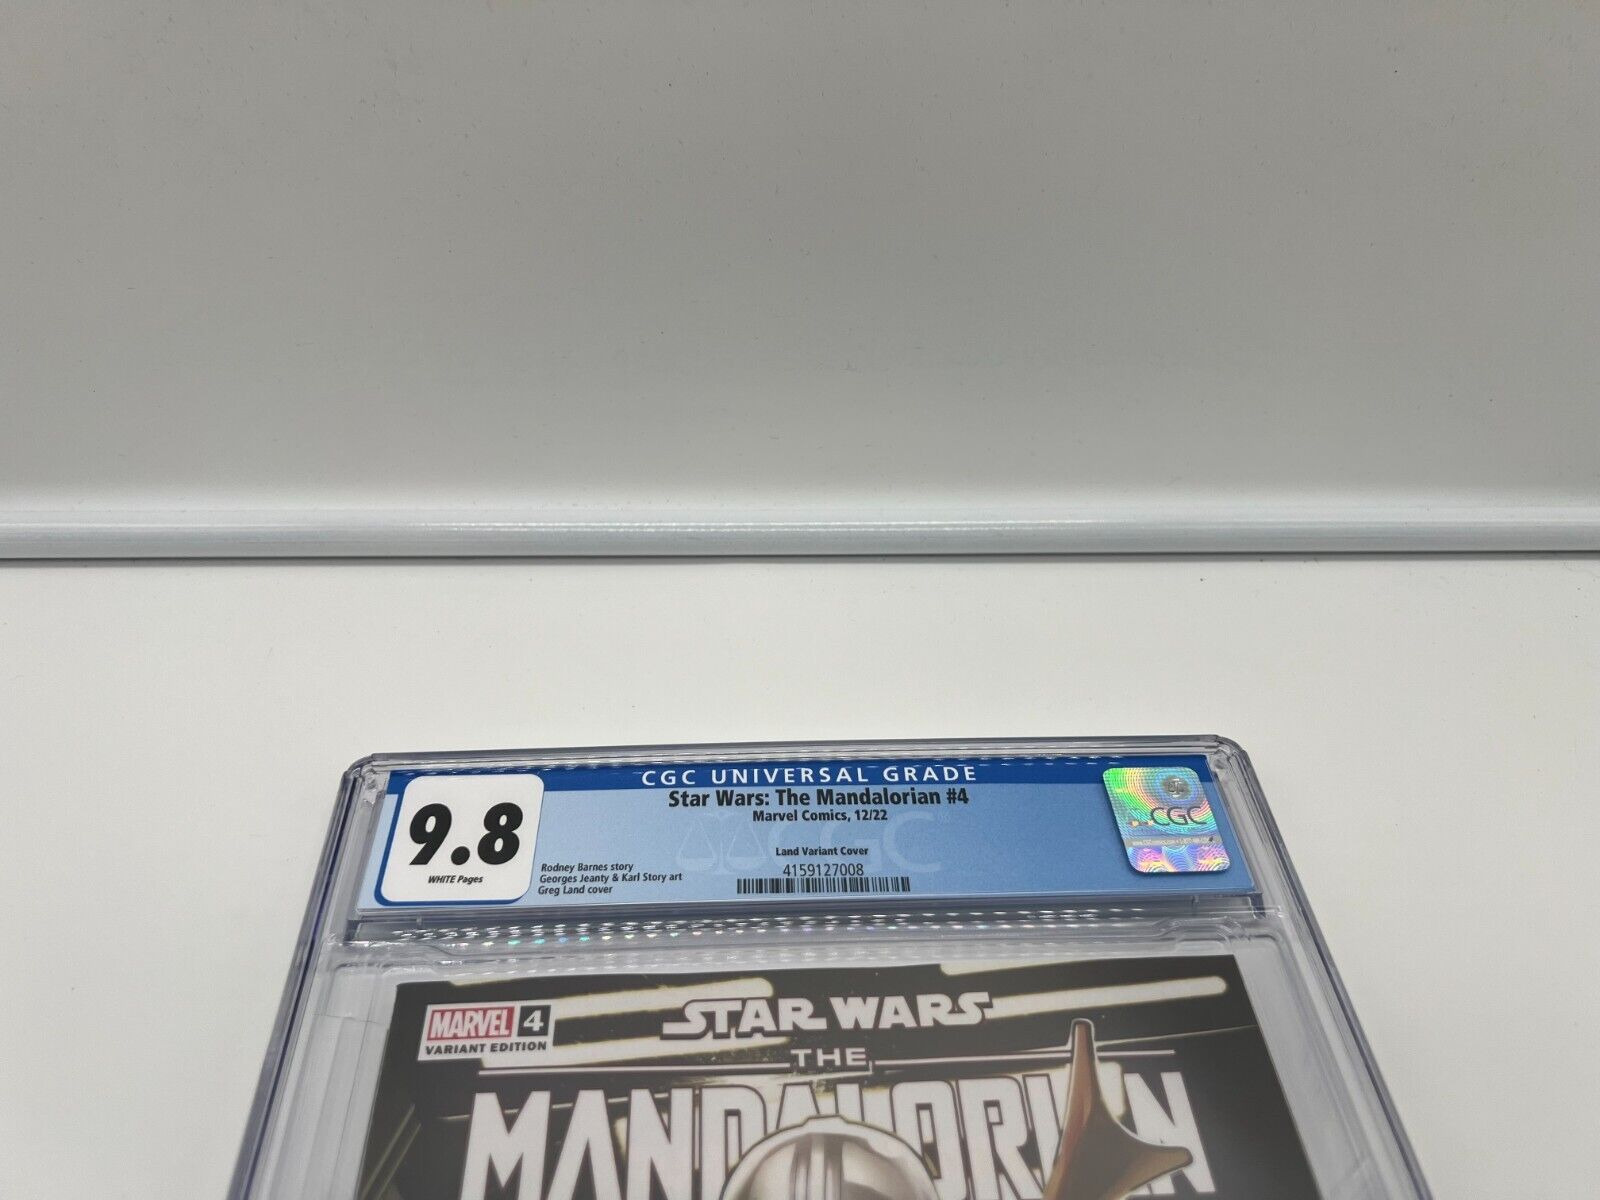 CGC UNIVERSAL GRADE
9.8
WHITE Pages
Star Wars: The Mandalorian #4
Marvel Comics, 12/22
Land Variant Cover
4159127008
Rodney Barnes story
Georges Jeanty & Karl Story art
Greg Land cover
CGC
CGC
MARVEL 4
VARIANT EDITION
STAR WARS
THE
MANDALORIAN